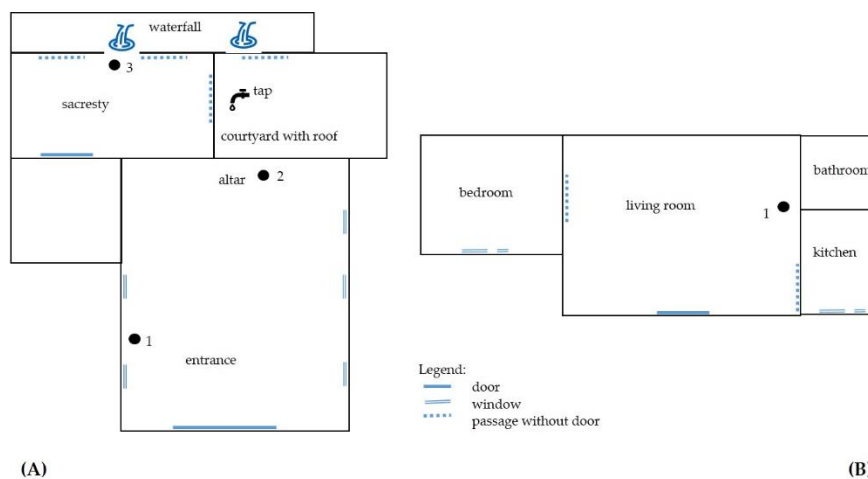 waterfall
3
tap
sacresty
courtyard with roof
altar
2
1
entrance
(A)
bedroom
living room
1
bathroom
kitchen
Legend:
door
window
passage without door
(B